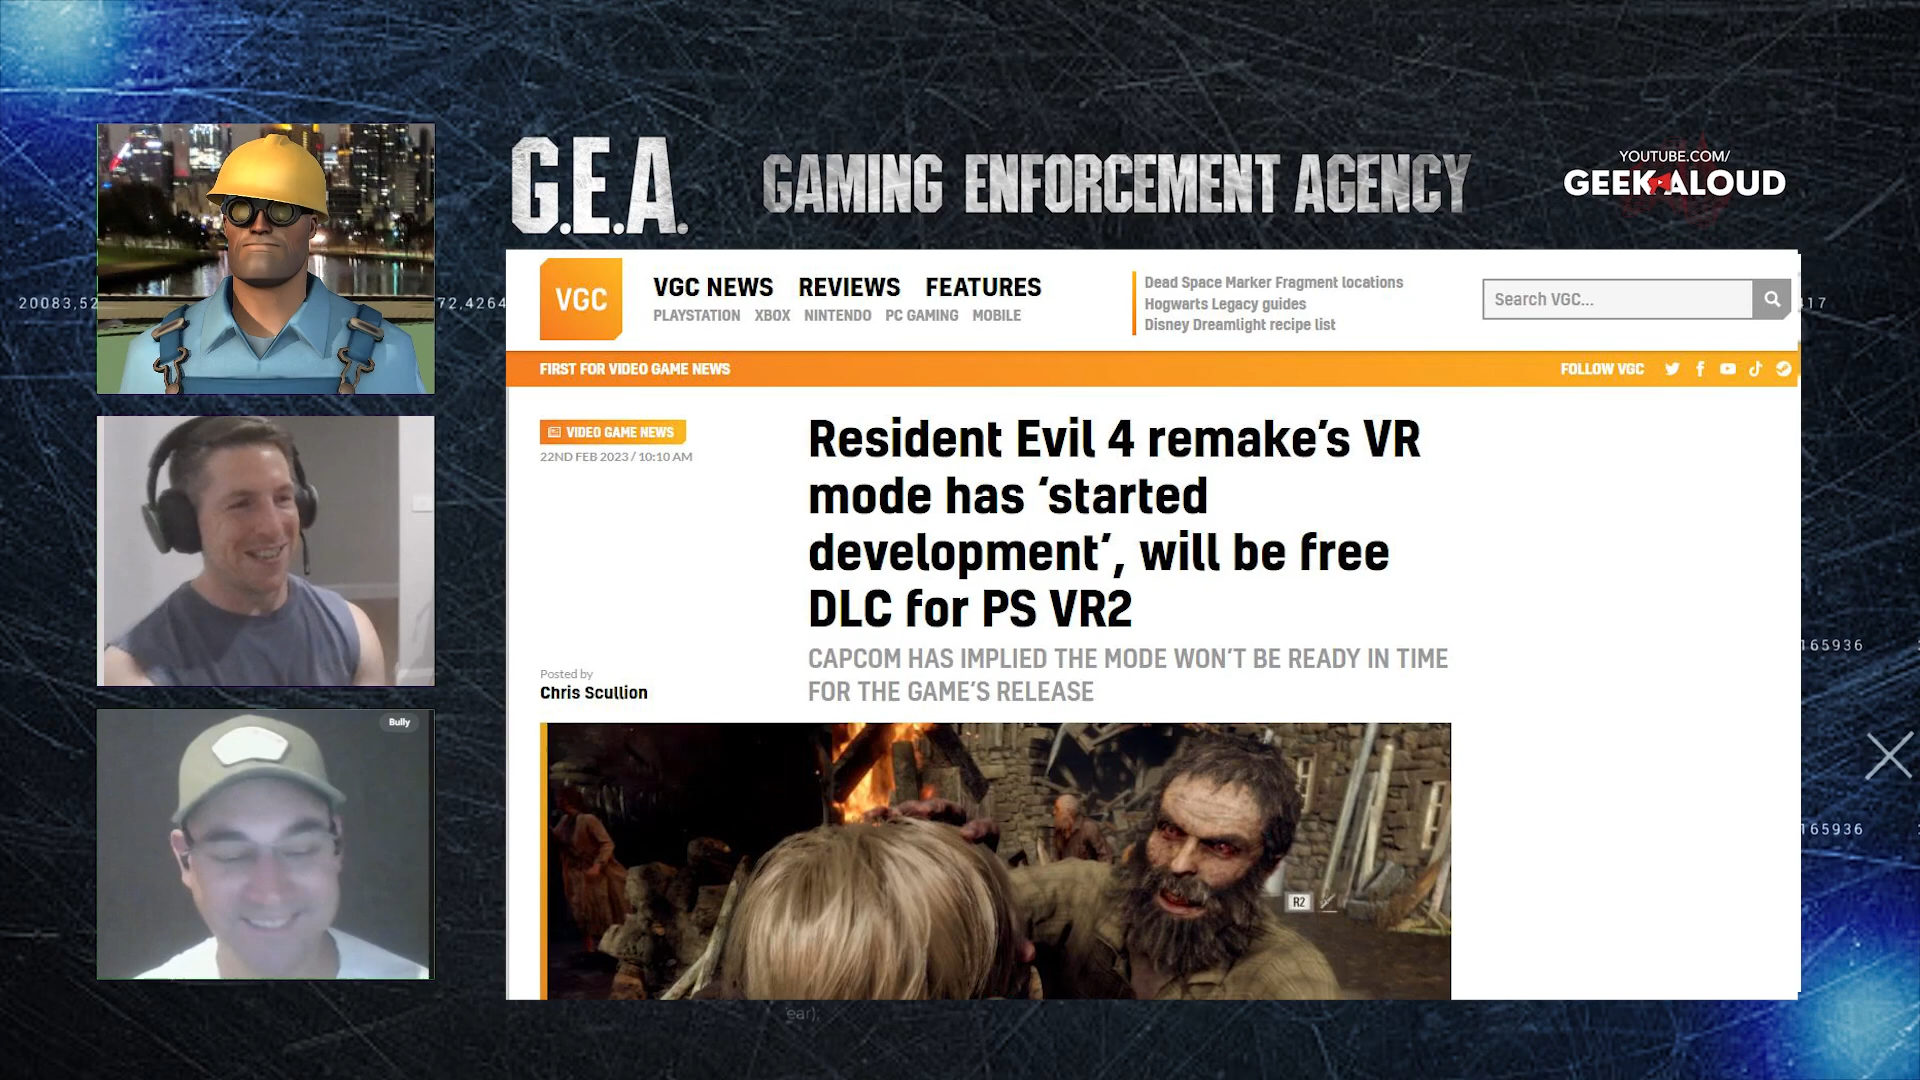 YOUTUBE.COM/
GEEK ALOUD
G.E.A. GAMING ENFORCEMENT AGENCY
VGC
VGC NEWS REVIEWS FEATURES
PLAYSTATION XBOX NINTENDO PC GAMING MOBILE
Dead Space Marker Fragment locations
Hogwarts Legacy guides
Disney Dreamlight recipe list
Search VGC...
20083,52
72,4264
417
FIRST FOR VIDEO GAME NEWS
FOLLOW VGC
VIDEO GAME NEWS
22ND FEB 2023 / 10:10 AM
Resident Evil 4 remake’s VR
mode has ‘started
development’, will be free
DLC for PS VR2
CAPCOM HAS IMPLIED THE MODE WON’T BE READY IN TIME
FOR THE GAME’S RELEASE
Posted by
Chris Scullion
165936
Bully
165936
R2
ear);